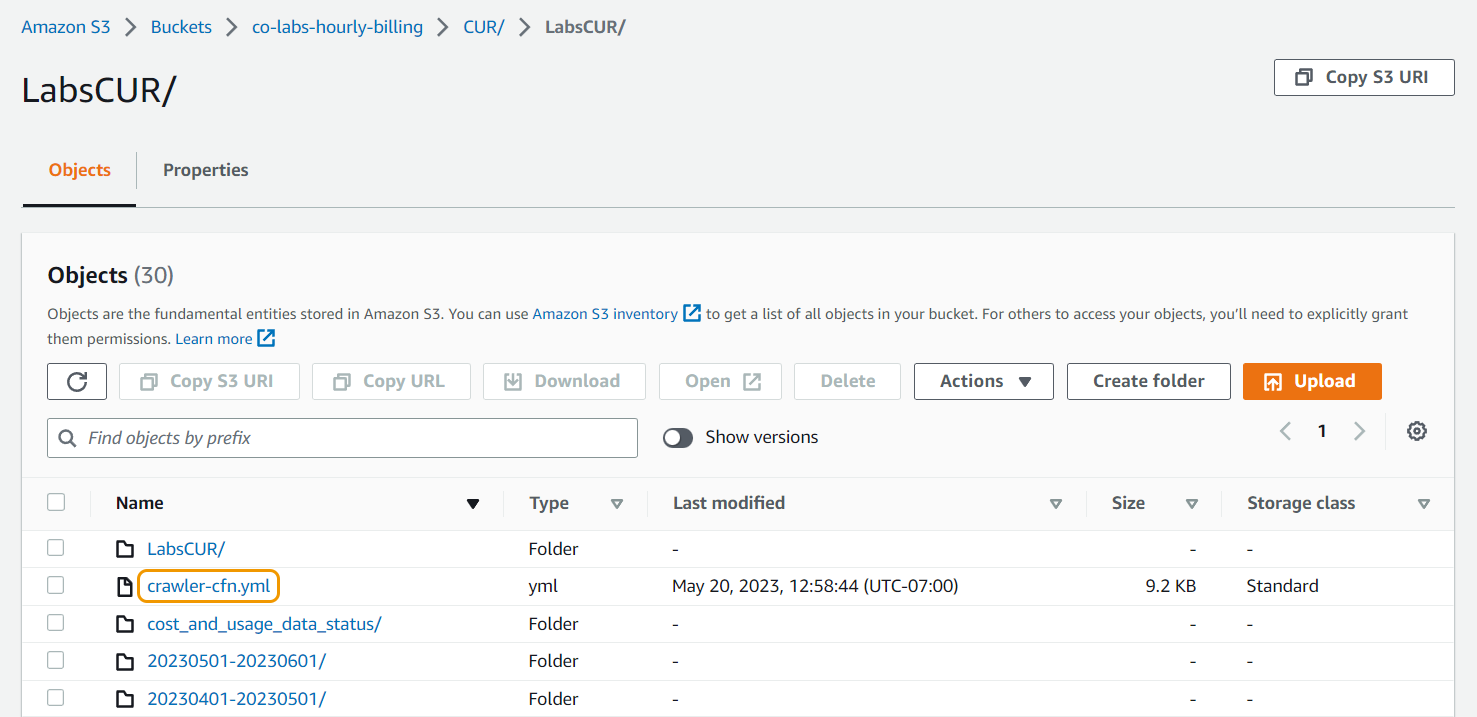 Amazon S3 > Buckets > co-labs-hourly-billing > CUR/ > LabsCUR/
LabsCUR/
Copy S3 URI
Objects
Properties
Objects (30)
Objects are the fundamental entities stored in Amazon S3. You can use Amazon S3 inventory to get a list of all objects in your bucket. For others to access your objects, you’ll need to explicitly grant
them permissions. Learn more
Copy S3 URI Copy URL Download Open Delete Actions Create folder Upload
Find objects by prefix
Show versions
1
Name Type Last modified Size Storage class
LabsCUR/ Folder - - -
crawler-cfn.yml yml May 20, 2023, 12:58:44 (UTC-07:00) 9.2 KB Standard
cost_and_usage_data_status/ Folder - - -
20230501-20230601/ Folder - - -
20230401-20230501/ Folder - - -